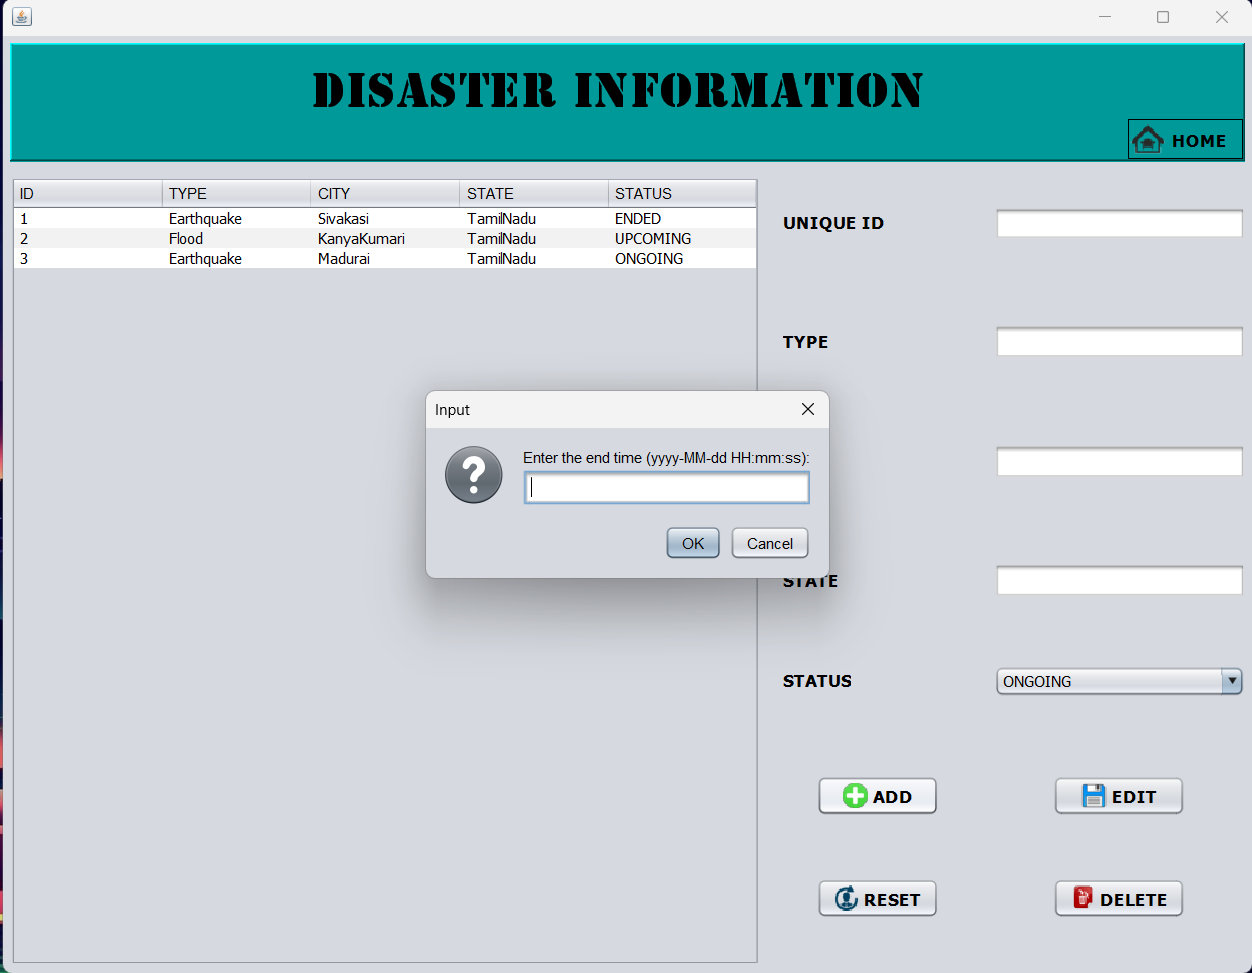 DISASTER INFORMATION
HOME
ID TYPE CITY STATE STATUS
1 Earthquake Sivakasi TamilNadu ENDED
2 Flood KanyaKumari TamilNadu UPCOMING
3 Earthquake Madurai TamilNadu ONGOING
UNIQUE ID
TYPE
Input
Enter the end time (yyyy-MM-dd HH:mm:ss):
OK Cancel
STATE
STATUS ONGOING
ADD EDIT
RESET DELETE